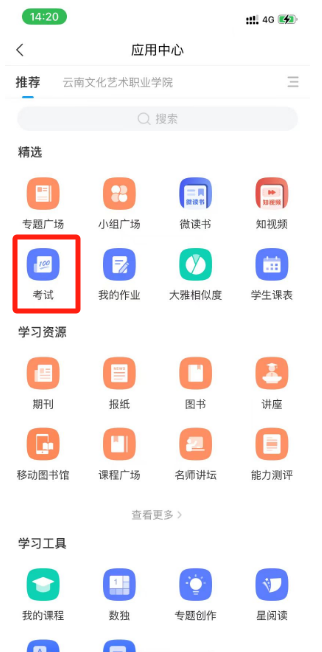 14:20 4G
应用中心
推荐 云南文化艺术职业学院
搜索
精选
专题广场 小组广场 微读书 知视频
考试 我的作业 大雅相似度 学生课表
学习资源
期刊 报纸 图书 讲座
移动图书馆 课程广场 名师讲坛 能力测评
查看更多
学习工具
我的课程 数独 专题创作 星阅读